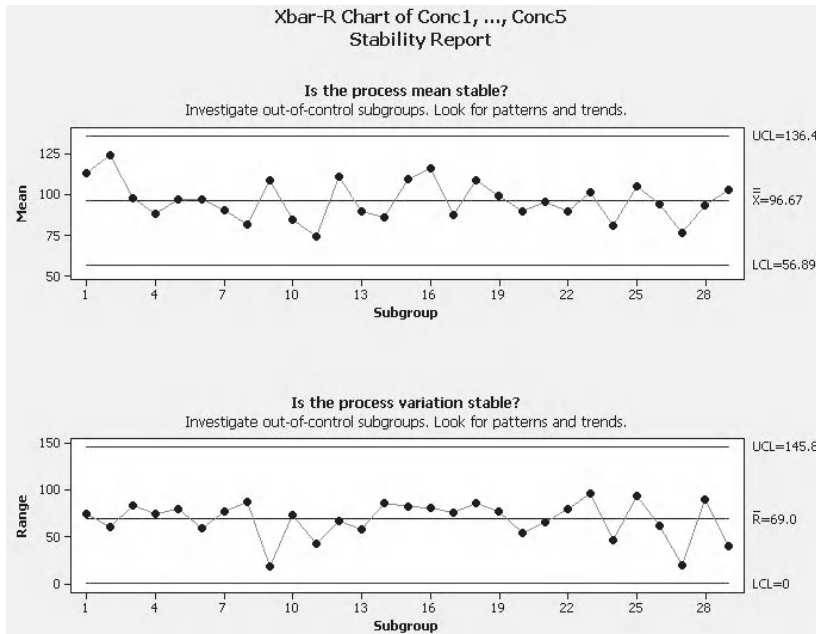 Xbar-R Chart of Conc1, ..., Conc5
Stability Report
Is the process mean stable?
Investigate out-of-control subgroups. Look for patterns and trends.
UCL=136.4
125
100
X̿=96.67
75
LCL=56.89
50
Mean
1 4 7 10 13 16 19 22 25 28
Subgroup
Is the process variation stable?
Investigate out-of-control subgroups. Look for patterns and trends.
150
UCL=145.8
100
R̅=69.0
50
0
LCL=0
Range
1 4 7 10 13 16 19 22 25 28
Subgroup